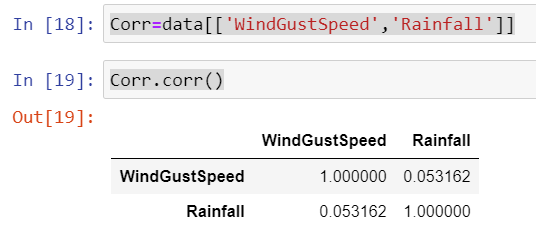 In [18]: Corr=data[['WindGustSpeed','Rainfall']]
In [19]: Corr.corr()
Out[19]:
WindGustSpeed Rainfall
WindGustSpeed 1.000000 0.053162
Rainfall 0.053162 1.000000